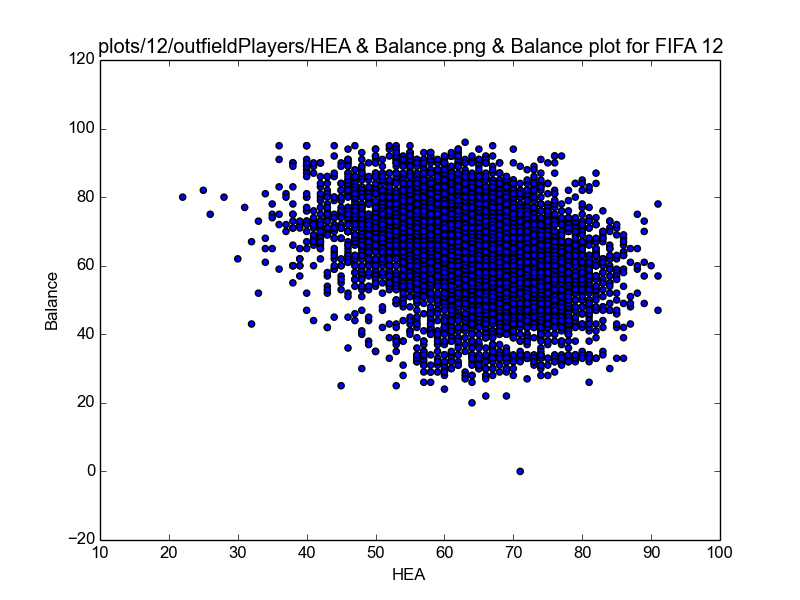 plots/12/outfieldPlayers/HEA & Balance.png & Balance plot for FIFA 12
120
100
80
60
40
20
0
−20
Balance
10 20 30 40 50 60 70 80 90 100
HEA